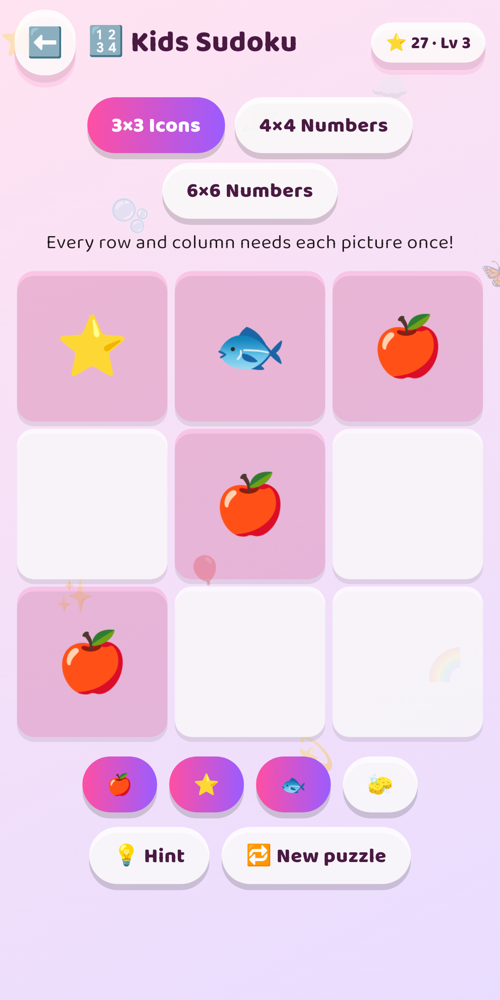 Kids Sudoku
27 · Lv 3
3×3 Icons
4×4 Numbers
6×6 Numbers
Every row and column needs each picture once!
Hint
New puzzle